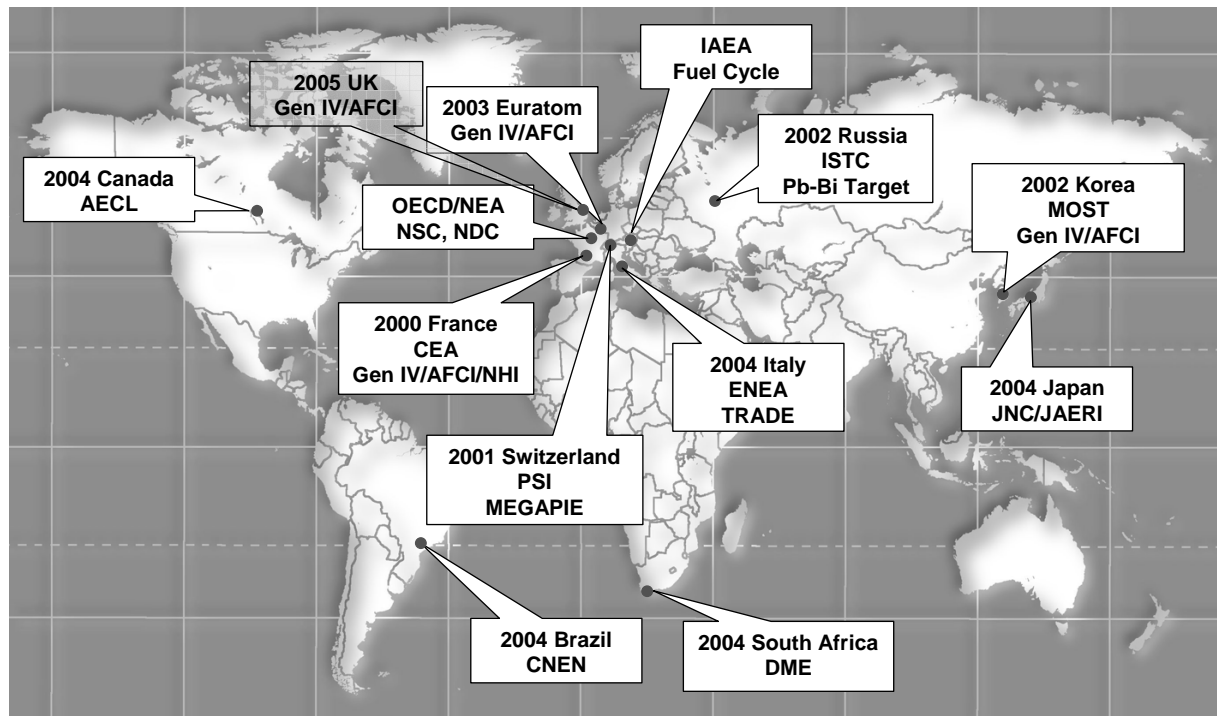 IAEA
Fuel Cycle
2005 UK
Gen IV/AFCI
2003 Euratom
Gen IV/AFCI
2002 Russia
ISTC
Pb-Bi Target
2004 Canada
AECL
OECD/NEA
NSC, NDC
2002 Korea
MOST
Gen IV/AFCI
2000 France
CEA
Gen IV/AFCI/NHI
2004 Italy
ENEA
TRADE
2004 Japan
JNC/JAERI
2001 Switzerland
PSI
MEGAPIE
2004 Brazil
CNEN
2004 South Africa
DME